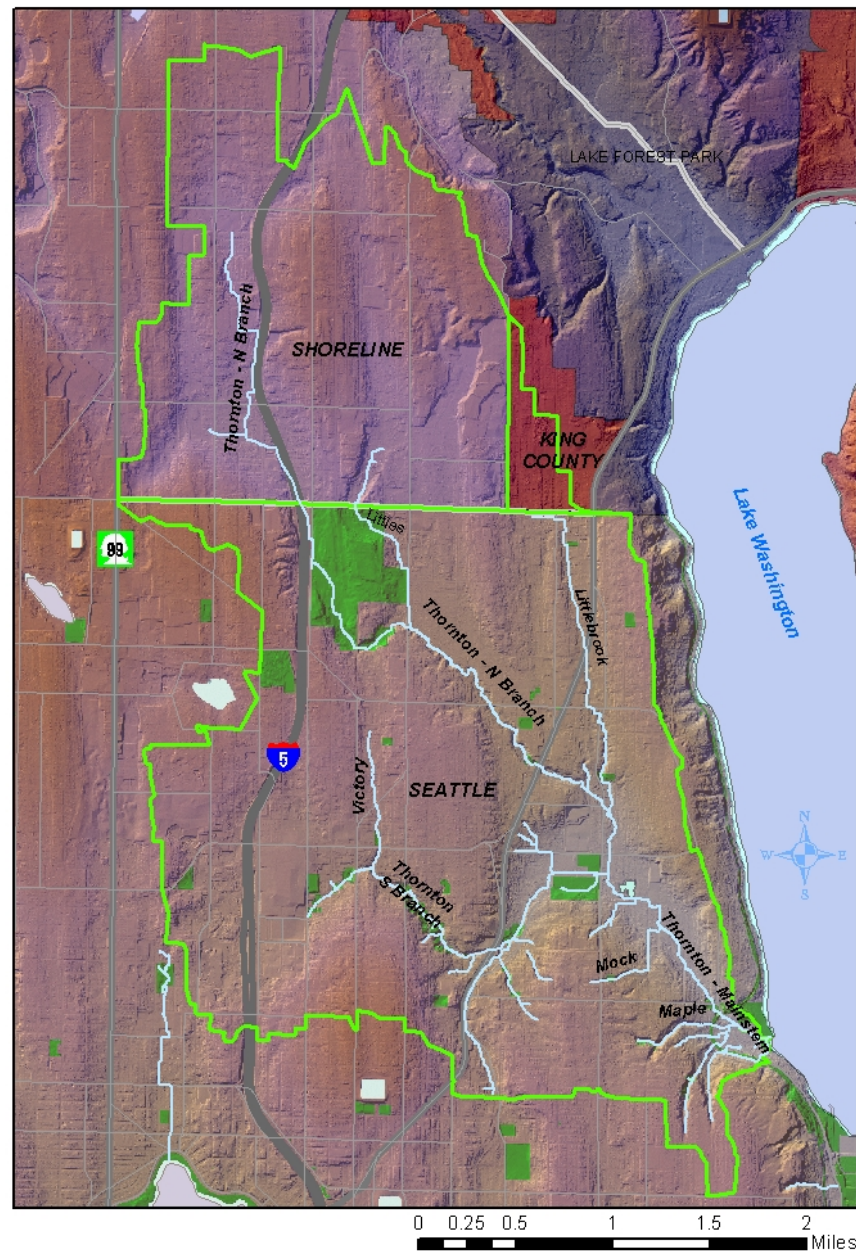 LAKE FOREST PARK
Thornton - N Branch
SHORELINE
KING
COUNTY
Lake Washington
99
Littles
Littlebrook
Thornton - N Branch
5
Victory
SEATTLE
N
W
E
S
Thornton
S Branch
Thornton - Mainstem
Mock
Maple
0 0.25 0.5 1 1.5 2
Miles